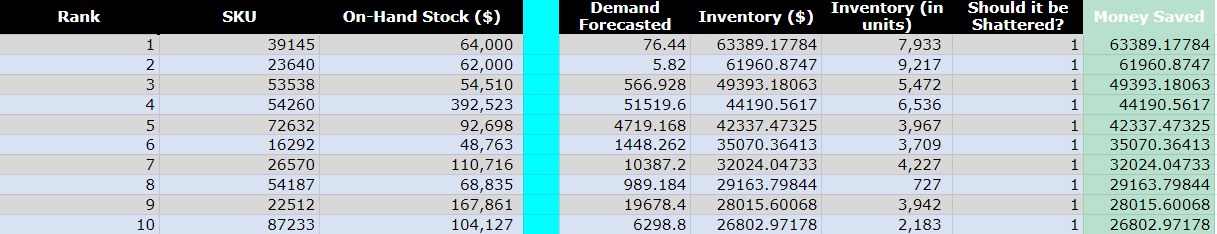 Rank SKU On-Hand Stock ($) Demand Forecasted Inventory ($) Inventory (in units) Should it be Shattered? Money Saved
1 39145 64,000 76.44 63389.17784 7,933 1 63389.17784
2 23640 62,000 5.82 61960.8747 9,217 1 61960.8747
3 53538 54,510 566.928 49393.18063 5,472 1 49393.18063
4 54260 392,523 51519.6 44190.5617 6,536 1 44190.5617
5 72632 92,698 4719.168 42337.47325 3,967 1 42337.47325
6 16292 48,763 1448.262 35070.36413 3,709 1 35070.36413
7 26570 110,716 10387.2 32024.04733 4,227 1 32024.04733
8 54187 68,835 989.184 29163.79844 727 1 29163.79844
9 22512 167,861 19678.4 28015.60068 3,942 1 28015.60068
10 87233 104,127 6298.8 26802.97178 2,183 1 26802.97178